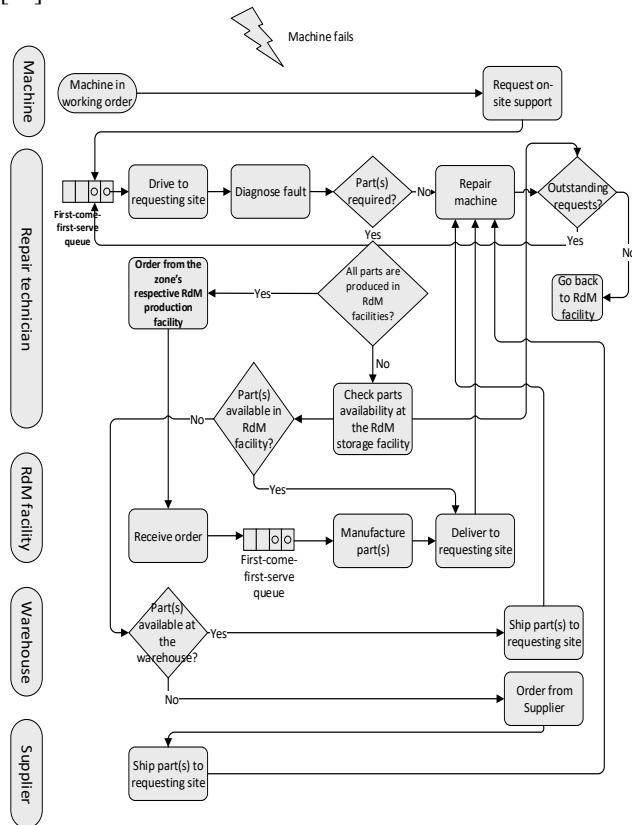 Machine fails
Machine
Machine in
working order
Request on-
site support
Repair technician
First-come-
first-serve
queue
Drive to
requesting site
Diagnose fault
Part(s)
required?
No
Repair
machine
Outstanding
requests?
Yes
Yes
No
Go back
to RdM
facility
Order from the
zone's
respective RdM
production
facility
Yes
All parts are
produced in
RdM
facilities?
No
Part(s)
available in
RdM
facility?
No
Check parts
availability at
the RdM
storage facility
Yes
RdM facility
Receive order
First-come-
first-serve
queue
Manufacture
part(s)
Deliver to
requesting site
Warehouse
Part(s)
available at
the
warehouse?
Yes
Ship part(s) to
requesting site
No
Order from
Supplier
Supplier
Ship part(s) to
requesting site